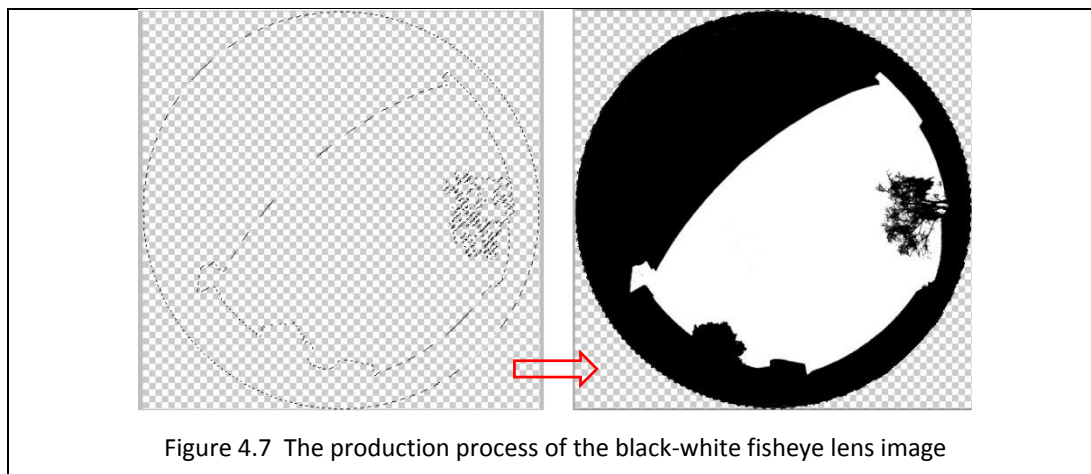 Figure 4.7 The production process of the black-white fisheye lens image